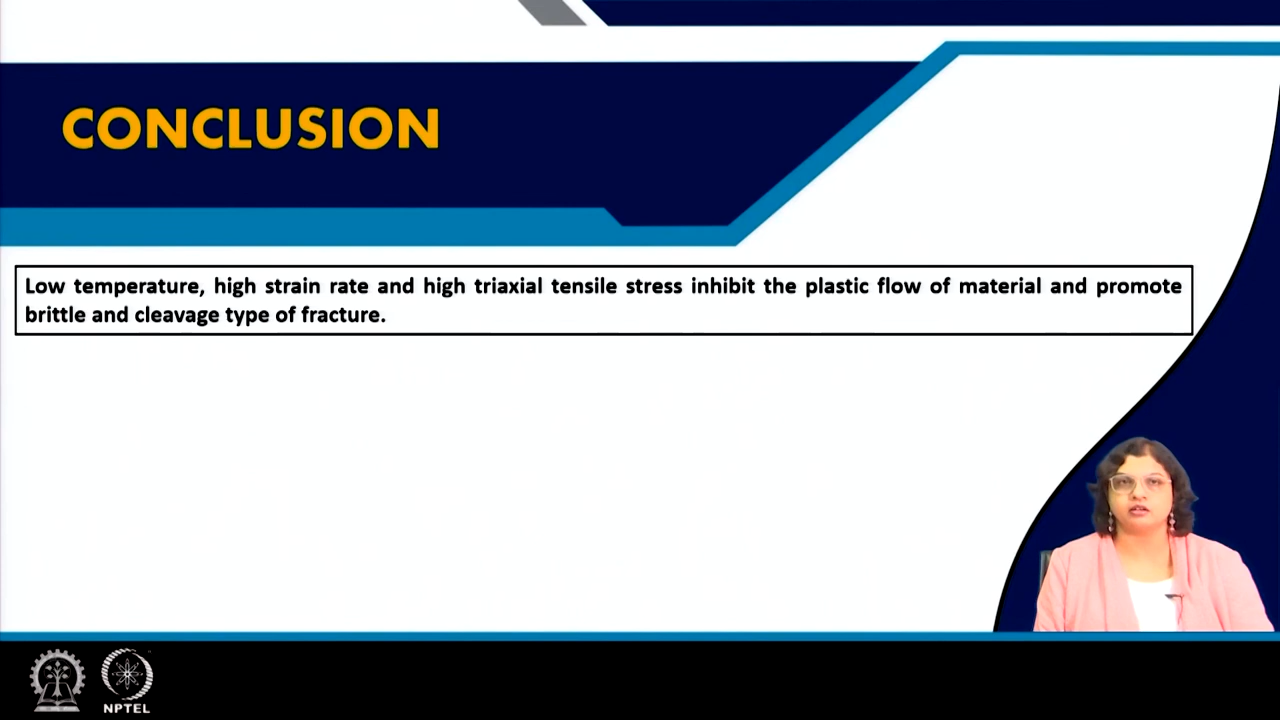 CONCLUSION
Low temperature, high strain rate and high triaxial tensile stress inhibit the plastic flow of material and promote
brittle and cleavage type of fracture.
NPTEL